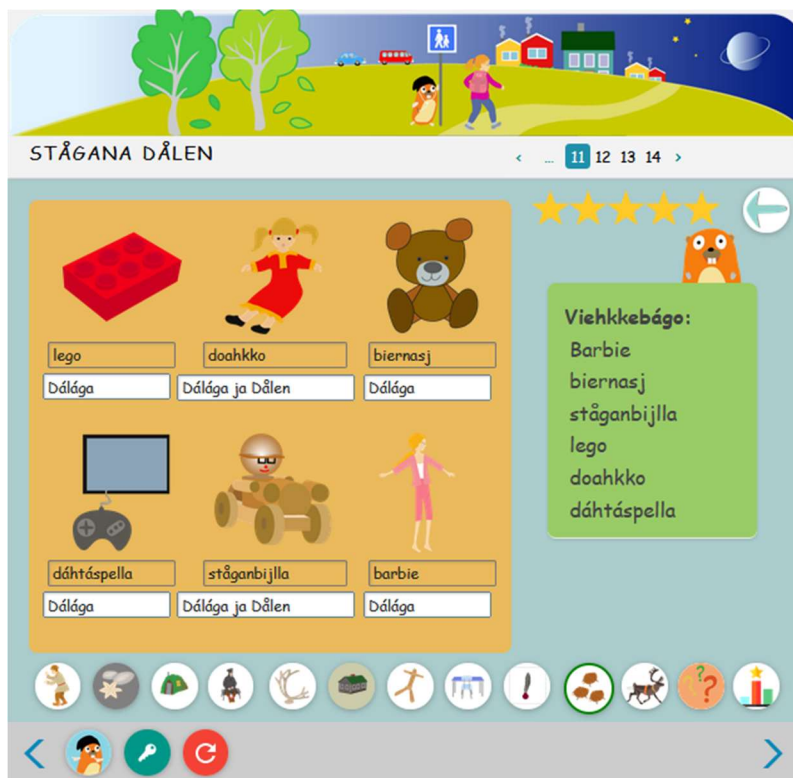 STÅGANA DÅLEN
‹ ... 11 12 13 14 ›
lego doahkko biernasj
Dálága Dálága ja Dålen Dálága
dáhtáspella ståganbijlla barbie
Dálága Dálága ja Dålen Dálága
Viehkkebágo:
Barbie
biernasj
ståganbijlla
lego
doahkko
dáhtáspella